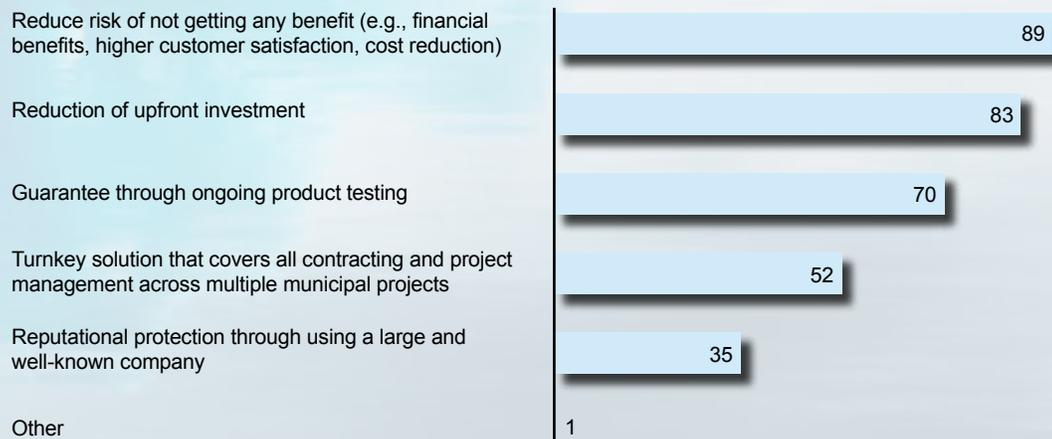 Reduce risk of not getting any benefit (e.g., financial
benefits, higher customer satisfaction, cost reduction)
89
Reduction of upfront investment
83
Guarantee through ongoing product testing
70
Turnkey solution that covers all contracting and project
management across multiple municipal projects
52
Reputational protection through using a large and
well-known company
35
Other
1